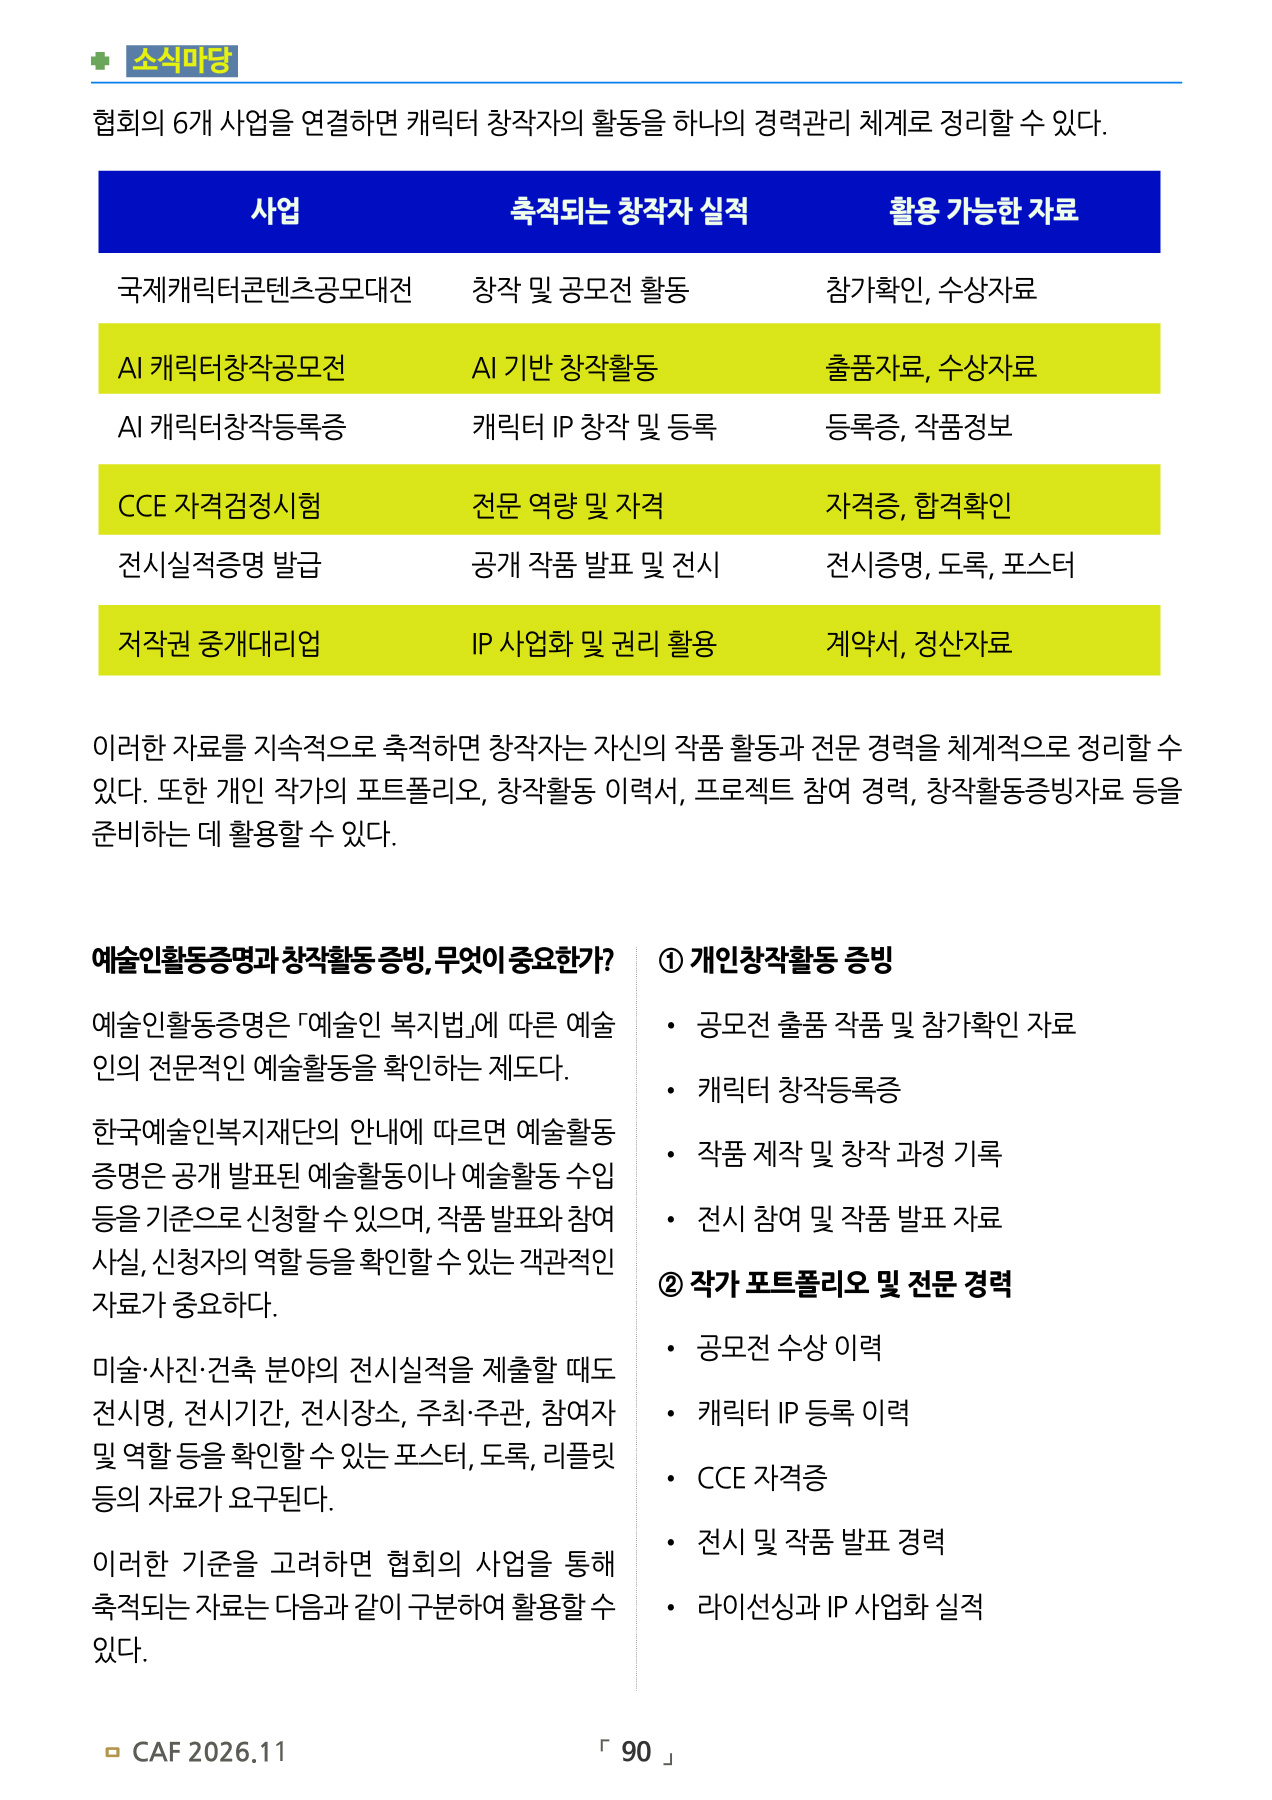 소식마당
협회의 6개 사업을 연결하면 캐릭터 창작자의 활동을 하나의 경력관리 체계로 정리할 수 있다.
사업 축적되는 창작자 실적 활용 가능한 자료
국제캐릭터콘텐츠공모대전 창작 및 공모전 활동 참가확인, 수상자료
AI 캐릭터창작공모전 AI 기반 창작활동 출품자료, 수상자료
AI 캐릭터창작등록증 캐릭터 IP 창작 및 등록 등록증, 작품정보
CCE 자격검정시험 전문 역량 및 자격 자격증, 합격확인
전시실적증명 발급 공개 작품 발표 및 전시 전시증명, 도록, 포스터
저작권 중개대리업 IP 사업화 및 권리 활용 계약서, 정산자료
이러한 자료를 지속적으로 축적하면 창작자는 자신의 작품 활동과 전문 경력을 체계적으로 정리할 수
있다. 또한 개인 작가의 포트폴리오, 창작활동 이력서, 프로젝트 참여 경력, 창작활동증빙자료 등을
준비하는 데 활용할 수 있다.
예술인활동증명과 창작활동 증빙, 무엇이 중요한가?
예술인활동증명은 「예술인 복지법」에 따른 예술
인의 전문적인 예술활동을 확인하는 제도다.
한국예술인복지재단의 안내에 따르면 예술활동
증명은 공개 발표된 예술활동이나 예술활동 수입
등을 기준으로 신청할 수 있으며, 작품 발표와 참여
사실, 신청자의 역할 등을 확인할 수 있는 객관적인
자료가 중요하다.
미술·사진·건축 분야의 전시실적을 제출할 때도
전시명, 전시기간, 전시장소, 주최·주관, 참여자
및 역할 등을 확인할 수 있는 포스터, 도록, 리플릿
등의 자료가 요구된다.
이러한 기준을 고려하면 협회의 사업을 통해
축적되는 자료는 다음과 같이 구분하여 활용할 수
있다.
① 개인창작활동 증빙
• 공모전 출품 작품 및 참가확인 자료
• 캐릭터 창작등록증
• 작품 제작 및 창작 과정 기록
• 전시 참여 및 작품 발표 자료
② 작가 포트폴리오 및 전문 경력
• 공모전 수상 이력
• 캐릭터 IP 등록 이력
• CCE 자격증
• 전시 및 작품 발표 경력
• 라이선싱과 IP 사업화 실적
CAF 2026.11 「 90 」